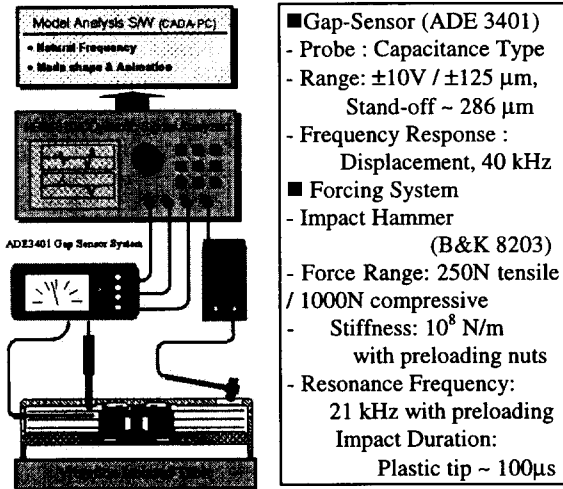 Model Analysis S/W (CADA-PC)
• Natural Frequency
• Mode shape & Animation
ADE3401 Gap Sensor System
■Gap-Sensor (ADE 3401)
- Probe : Capacitance Type
- Range: ±10V / ±125 μm,
Stand-off ~ 286 μm
- Frequency Response :
Displacement, 40 kHz
■ Forcing System
- Impact Hammer
(B&K 8203)
- Force Range: 250N tensile
/ 1000N compressive
- Stiffness: 10⁸ N/m
with preloading nuts
- Resonance Frequency:
21 kHz with preloading
Impact Duration:
Plastic tip ~ 100μs